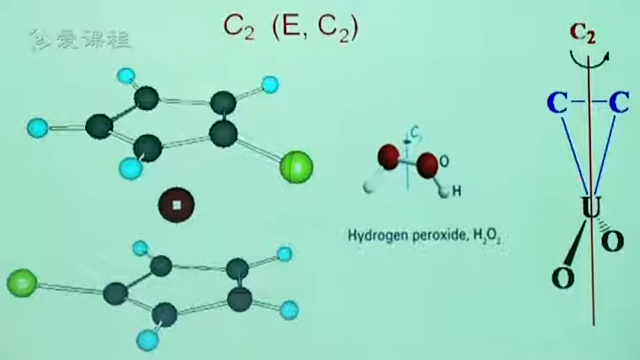 爱课程
C₂ (E, C₂)
C₂
O
H
Hydrogen peroxide, H₂O₂
C₂
C C
U
O
O